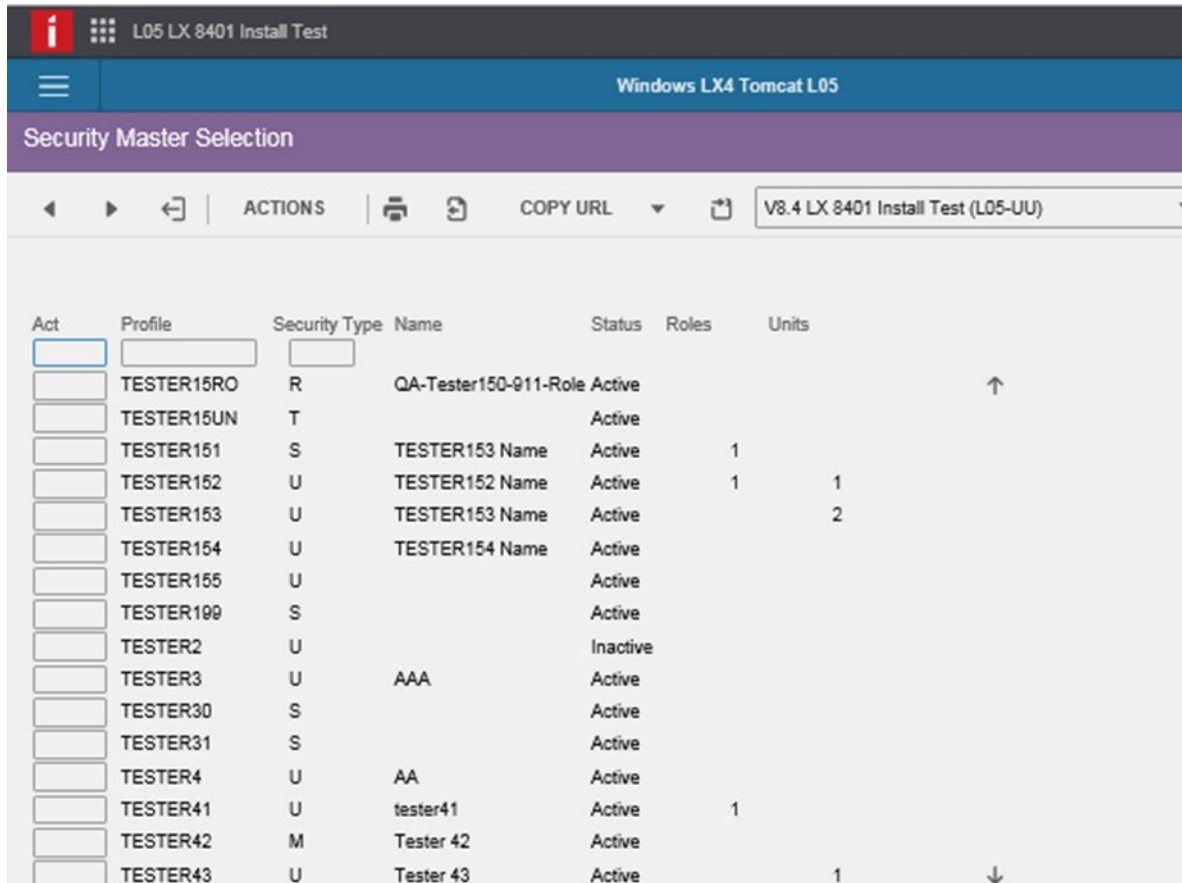 L05 LX 8401 Install Test
Windows LX4 Tomcat L05
Security Master Selection
ACTIONS COPY URL V8.4 LX 8401 Install Test (L05-UU)
Act Profile Security Type Name Status Roles Units
TESTER15RO R QA-Tester150-911-Role Active
TESTER15UN T Active
TESTER151 S TESTER153 Name Active 1
TESTER152 U TESTER152 Name Active 1 1
TESTER153 U TESTER153 Name Active 2
TESTER154 U TESTER154 Name Active
TESTER155 U Active
TESTER199 S Active
TESTER2 U Inactive
TESTER3 U AAA Active
TESTER30 S Active
TESTER31 S Active
TESTER4 U AA Active
TESTER41 U tester41 Active 1
TESTER42 M Tester 42 Active
TESTER43 U Tester 43 Active 1